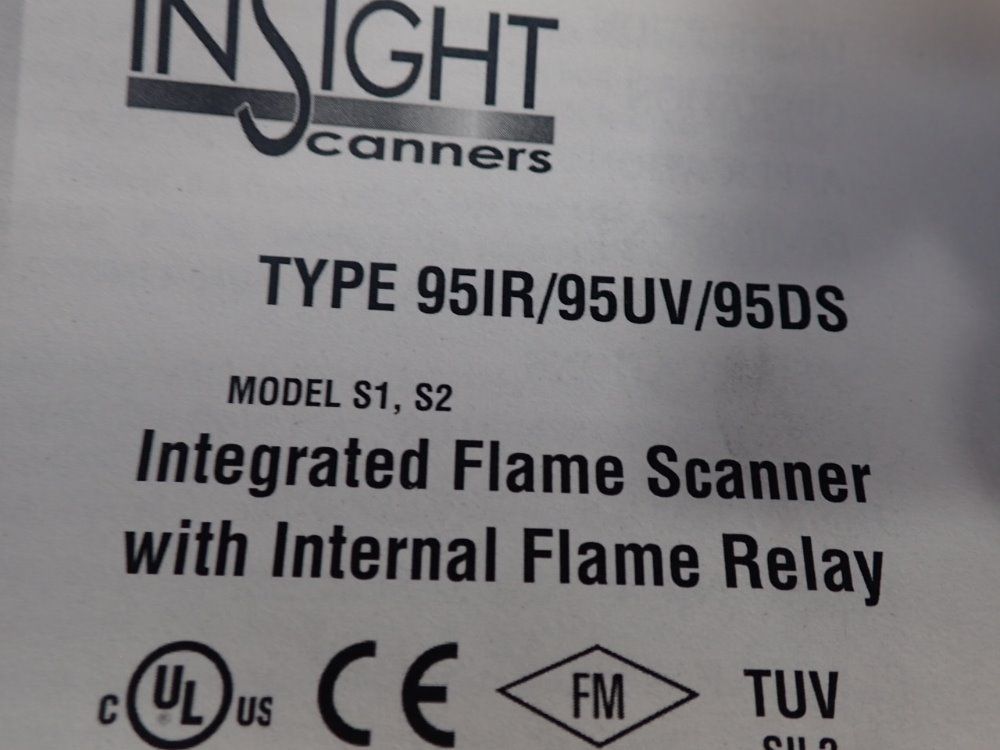 INSIGHT
scanners
TYPE 95IR/95UV/95DS
MODEL S1, S2
Integrated Flame Scanner
with Internal Flame Relay
C UL US CE FM TUV